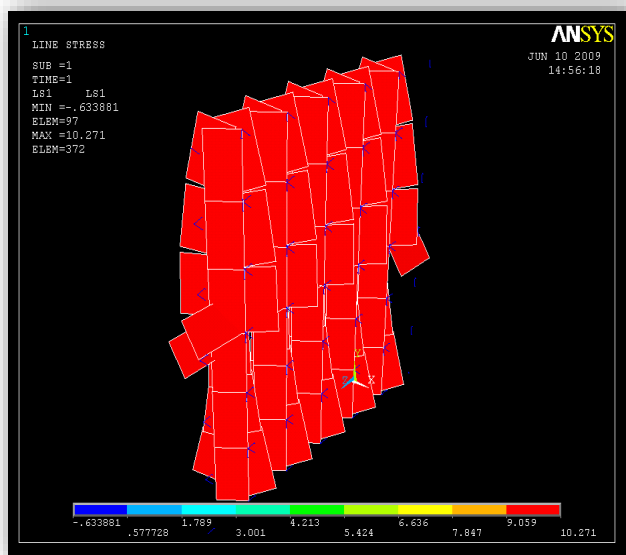 1
ANSYS
LINE STRESS
JUN 10 2009
14:56:18
SUB =1
TIME=1
LS1 LS1
MIN =-.633881
ELEM=97
MAX =10.271
ELEM=372
Y
Z X
-.633881 1.789 4.213 6.636 9.059
.577728 3.001 5.424 7.847 10.271